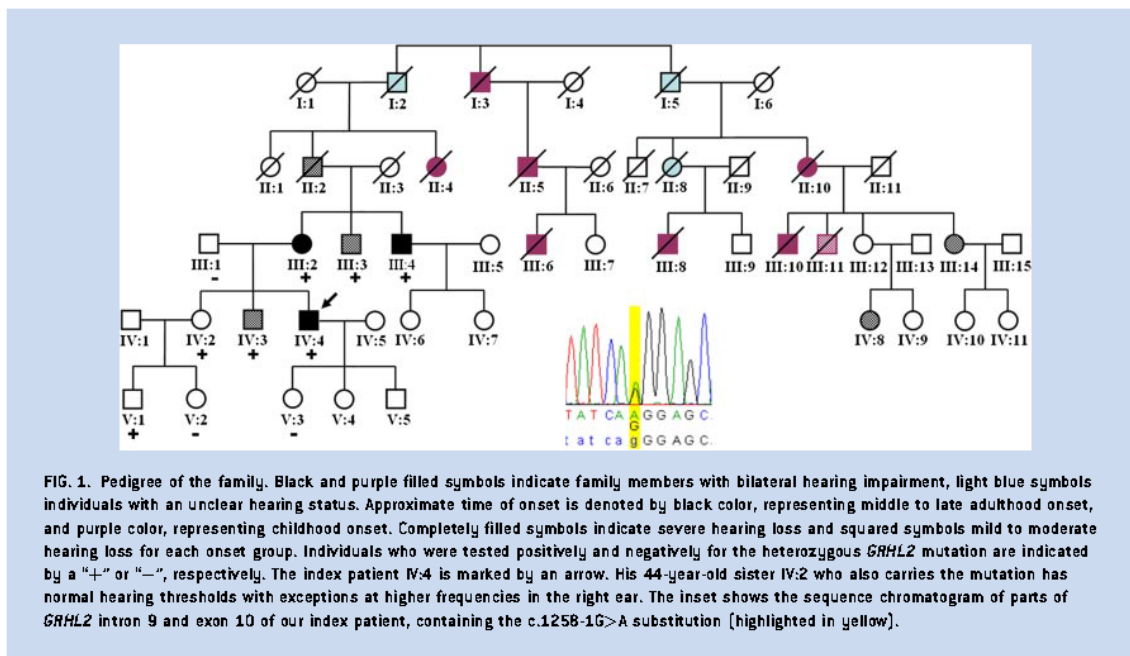 I:1 I:2 I:3 I:4 I:5 I:6
II:1 II:2 II:3 II:4 II:5 II:6 II:7 II:8 II:9 II:10 II:11
III:1 III:2 III:3 III:4 III:5 III:6 III:7 III:8 III:9 III:10 III:11 III:12 III:13 III:14 III:15
− + + +
IV:1 IV:2 IV:3 IV:4 IV:5 IV:6 IV:7 IV:8 IV:9 IV:10 IV:11
+ + +
V:1 V:2 V:3 V:4 V:5
+ − −
T A T C A A G G A G C.
G
t a t c a g G G A G C.
FIG. 1. Pedigree of the family. Black and purple filled symbols indicate family members with bilateral hearing impairment, light blue symbols
individuals with an unclear hearing status. Approximate time of onset is denoted by black color, representing middle to late adulthood onset,
and purple color, representing childhood onset. Completely filled symbols indicate severe hearing loss and squared symbols mild to moderate
hearing loss for each onset group. Individuals who were tested positively and negatively for the heterozygous GRHL2 mutation are indicated
by a "+" or "−", respectively. The index patient IV:4 is marked by an arrow. His 44-year-old sister IV:2 who also carries the mutation has
normal hearing thresholds with exceptions at higher frequencies in the right ear. The inset shows the sequence chromatogram of parts of
GRHL2 intron 9 and exon 10 of our index patient, containing the c.1258-1G>A substitution (highlighted in yellow).